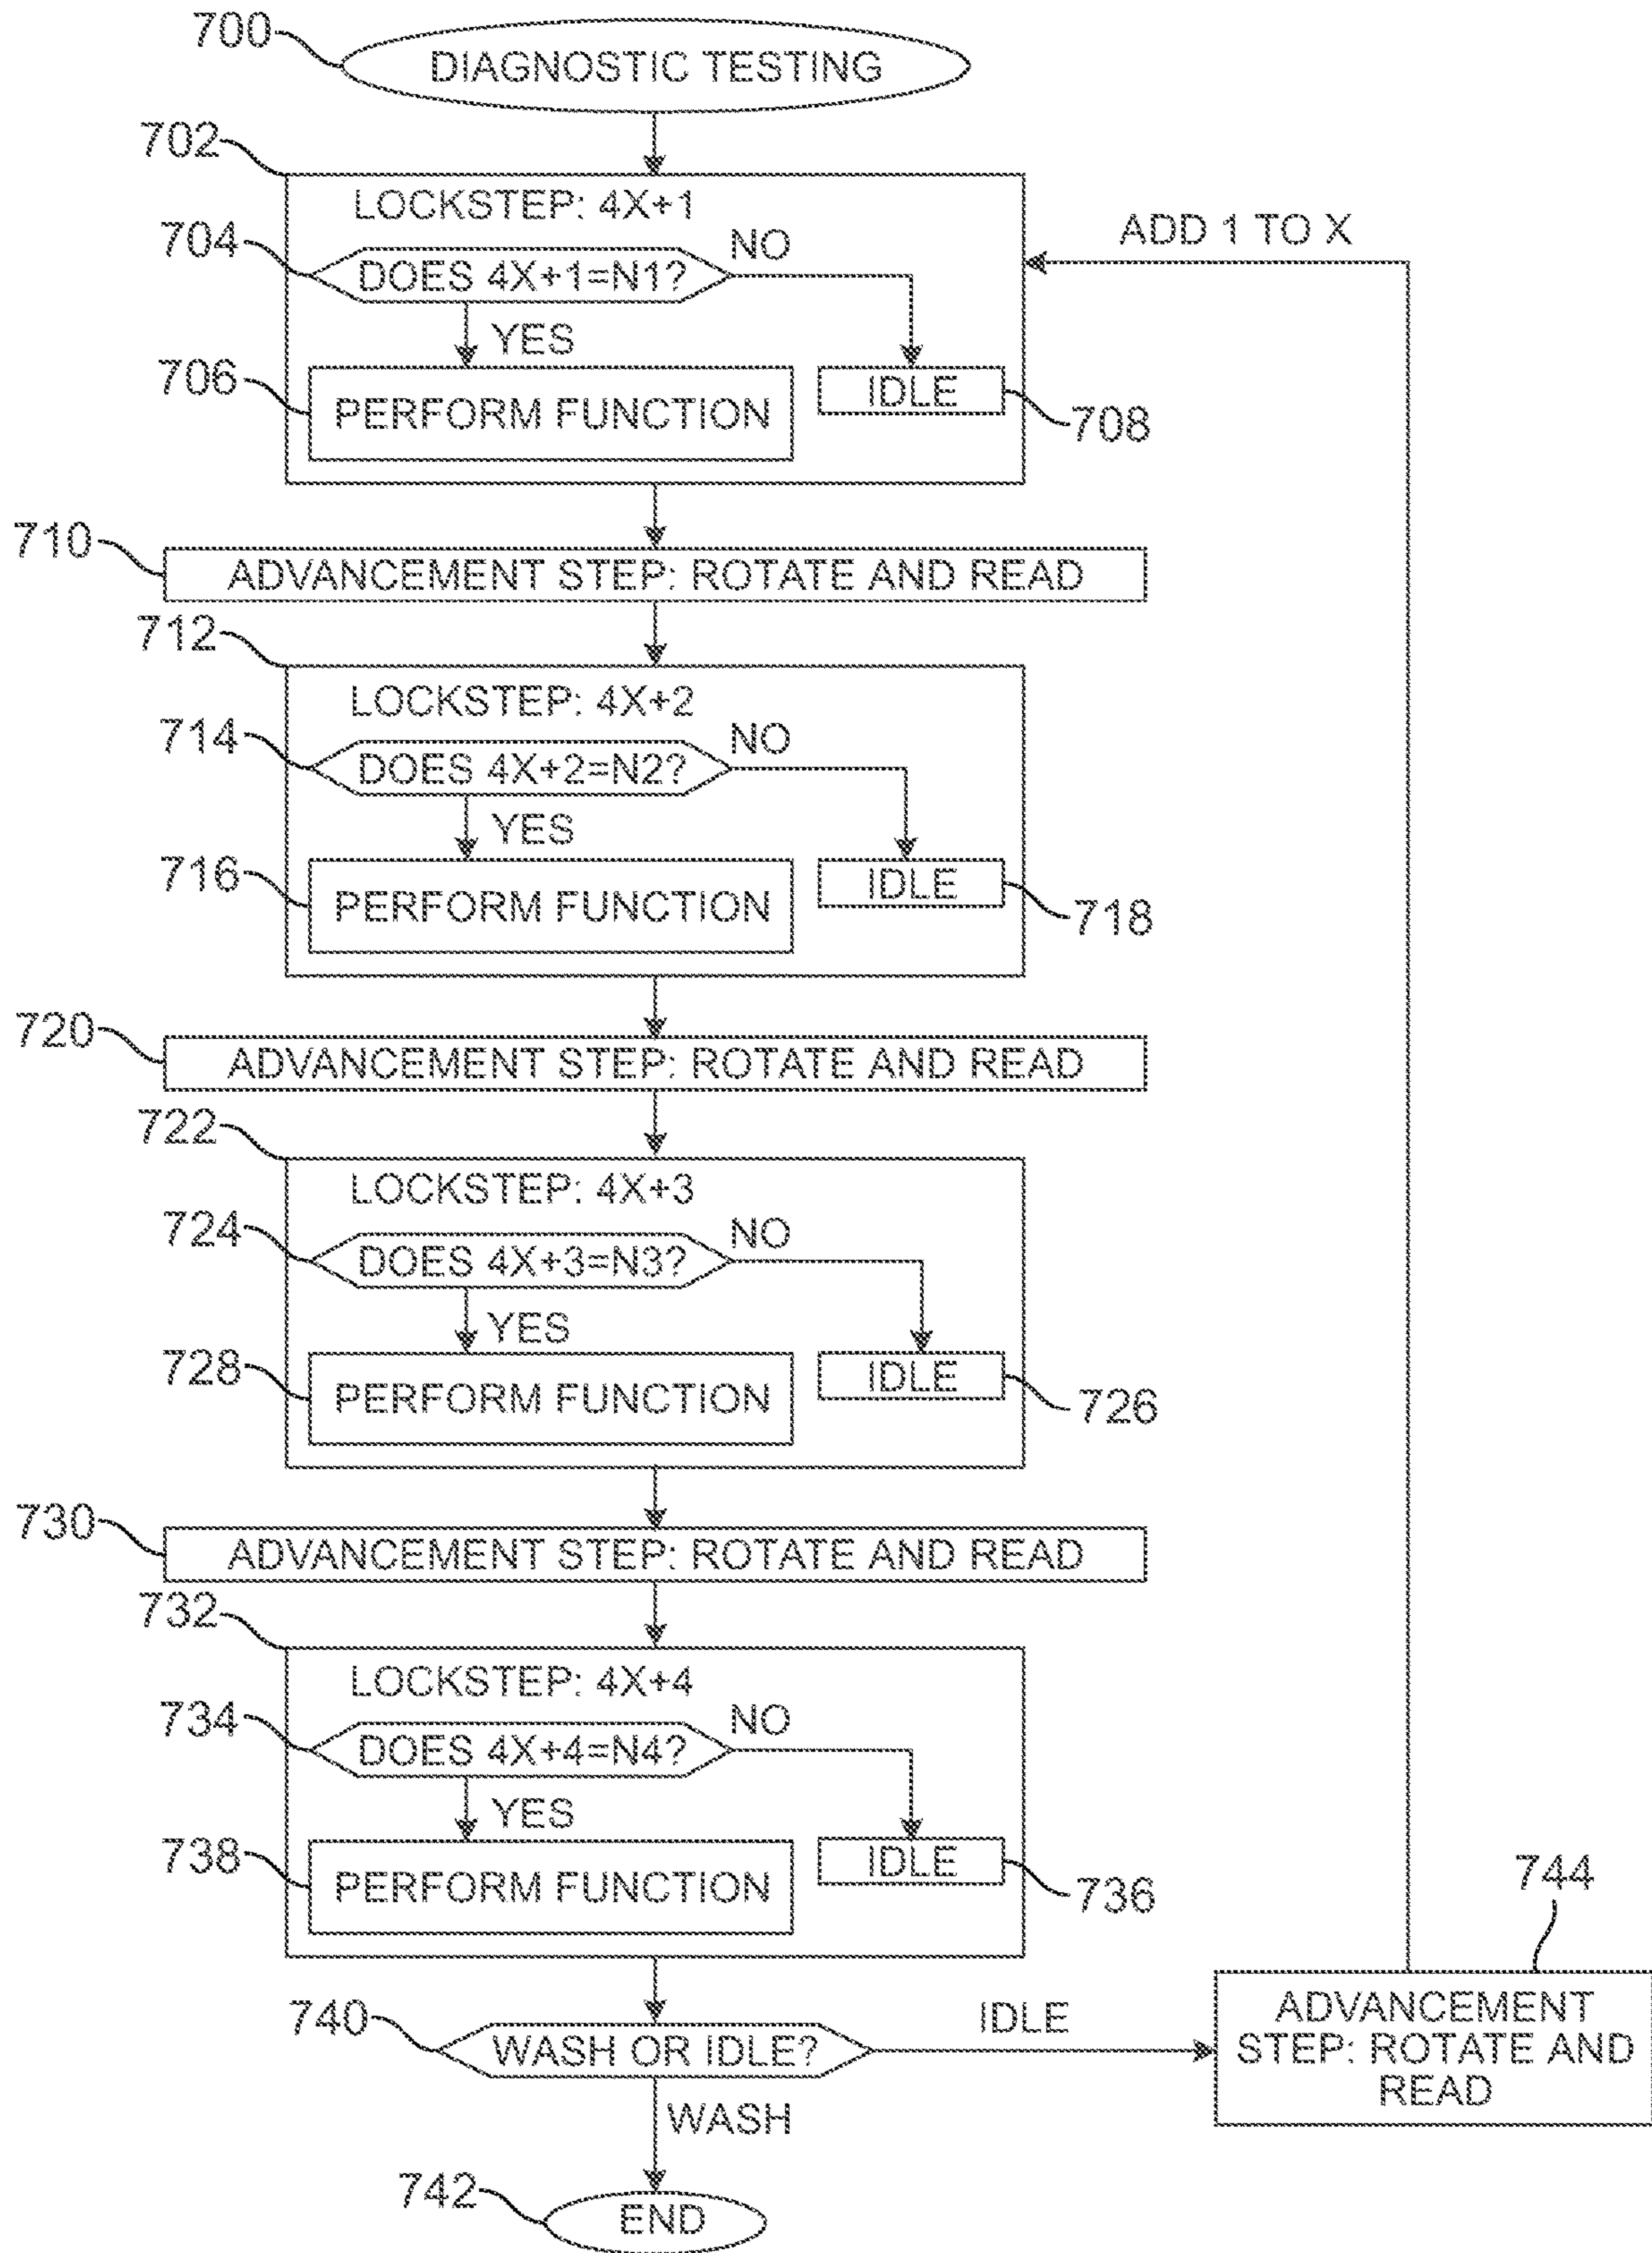 700
DIAGNOSTIC TESTING
702
LOCKSTEP: 4X+1
ADD 1 TO X
704
DOES 4X+1=N1?
NO
YES
706
PERFORM FUNCTION
IDLE
708
710
ADVANCEMENT STEP: ROTATE AND READ
712
LOCKSTEP: 4X+2
714
DOES 4X+2=N2?
NO
YES
716
PERFORM FUNCTION
IDLE
718
720
ADVANCEMENT STEP: ROTATE AND READ
722
LOCKSTEP: 4X+3
724
DOES 4X+3=N3?
NO
YES
728
PERFORM FUNCTION
IDLE
726
730
ADVANCEMENT STEP: ROTATE AND READ
732
LOCKSTEP: 4X+4
734
DOES 4X+4=N4?
NO
YES
738
PERFORM FUNCTION
IDLE
736
744
ADVANCEMENT
STEP: ROTATE AND
READ
740
WASH OR IDLE?
IDLE
WASH
742
END